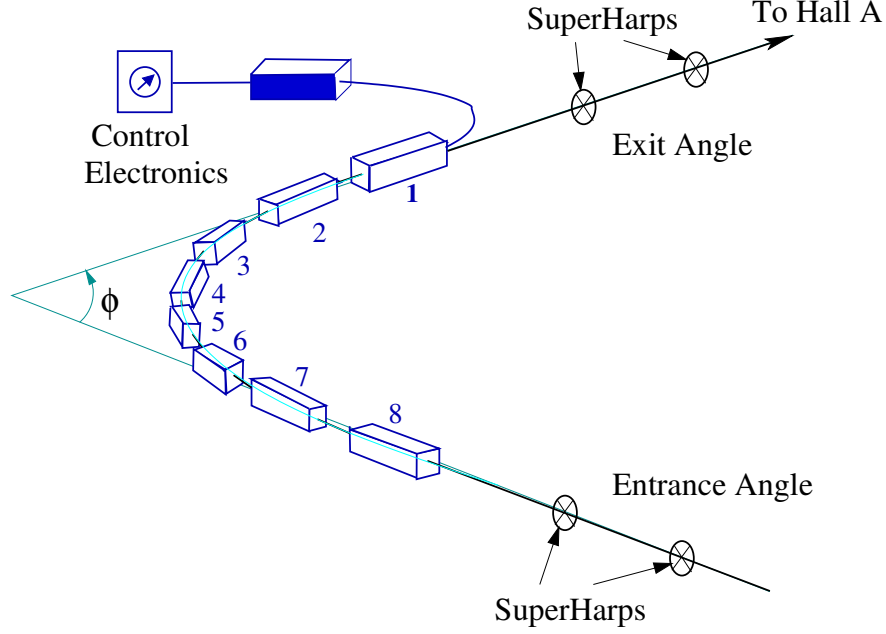 SuperHarps
To Hall A
Control
Electronics
Exit Angle
1
2
3
4
ϕ
5
6
7
8
Entrance Angle
SuperHarps